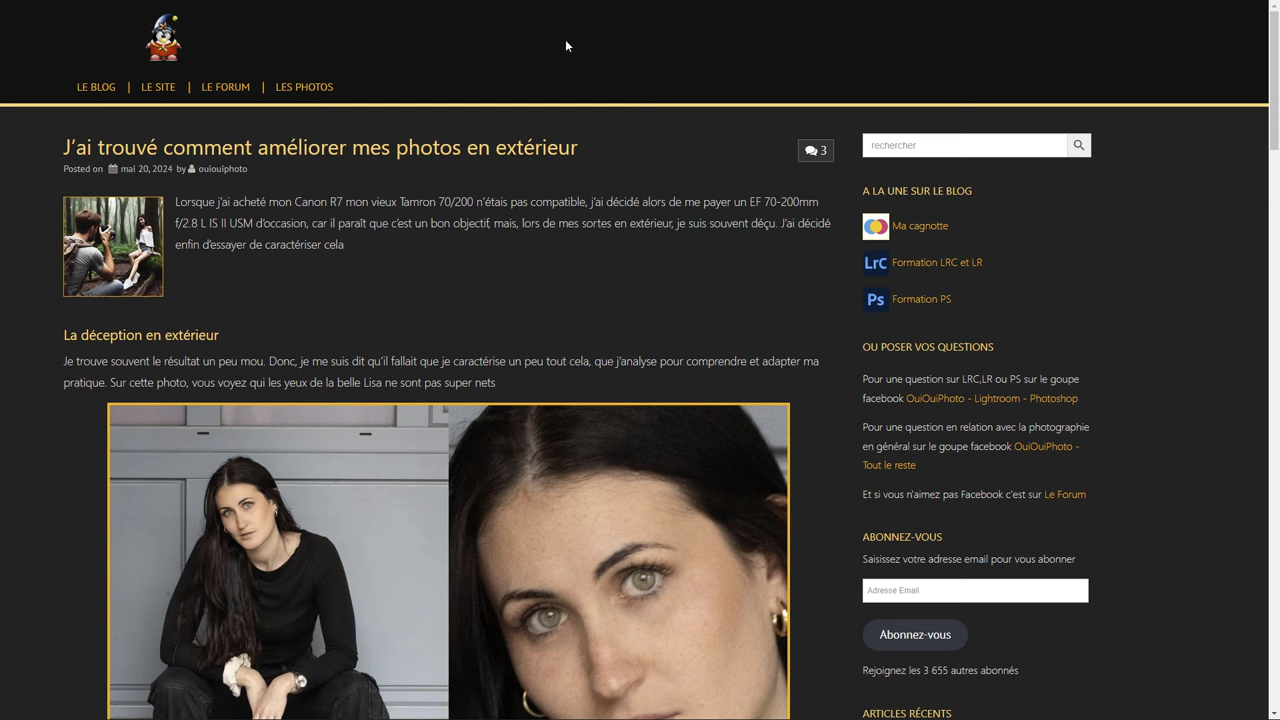 LE BLOG | LE SITE | LE FORUM | LES PHOTOS
J'ai trouvé comment améliorer mes photos en extérieur
3
Posted on mai 20, 2024 by ouiouiphoto
Lorsque j'ai acheté mon Canon R7 mon vieux Tamron 70/200 n'étais pas compatible, j'ai décidé alors de me payer un EF 70-200mm
f/2.8 L IS II USM d'occasion, car il paraît que c'est un bon objectif, mais, lors de mes sortes en extérieur, je suis souvent déçu. J'ai décidé
enfin d'essayer de caractériser cela
La déception en extérieur
Je trouve souvent le résultat un peu mou. Donc, je me suis dit qu'il fallait que je caractérise un peu tout cela, que j'analyse pour comprendre et adapter ma
pratique. Sur cette photo, vous voyez qui les yeux de la belle Lisa ne sont pas super nets
rechercher
A LA UNE SUR LE BLOG
Ma cagnotte
LrC Formation LRC et LR
Ps Formation PS
OU POSER VOS QUESTIONS
Pour une question sur LRC,LR ou PS sur le goupe
facebook OuiOuiPhoto - Lightroom - Photoshop
Pour une question en relation avec la photographie
en général sur le goupe facebook OuiOuiPhoto -
Tout le reste
Et si vous n'aimez pas Facebook c'est sur Le Forum
ABONNEZ-VOUS
Saisissez votre adresse email pour vous abonner
Adresse Email
Abonnez-vous
Rejoignez les 3 655 autres abonnés
ARTICLES RÉCENTS